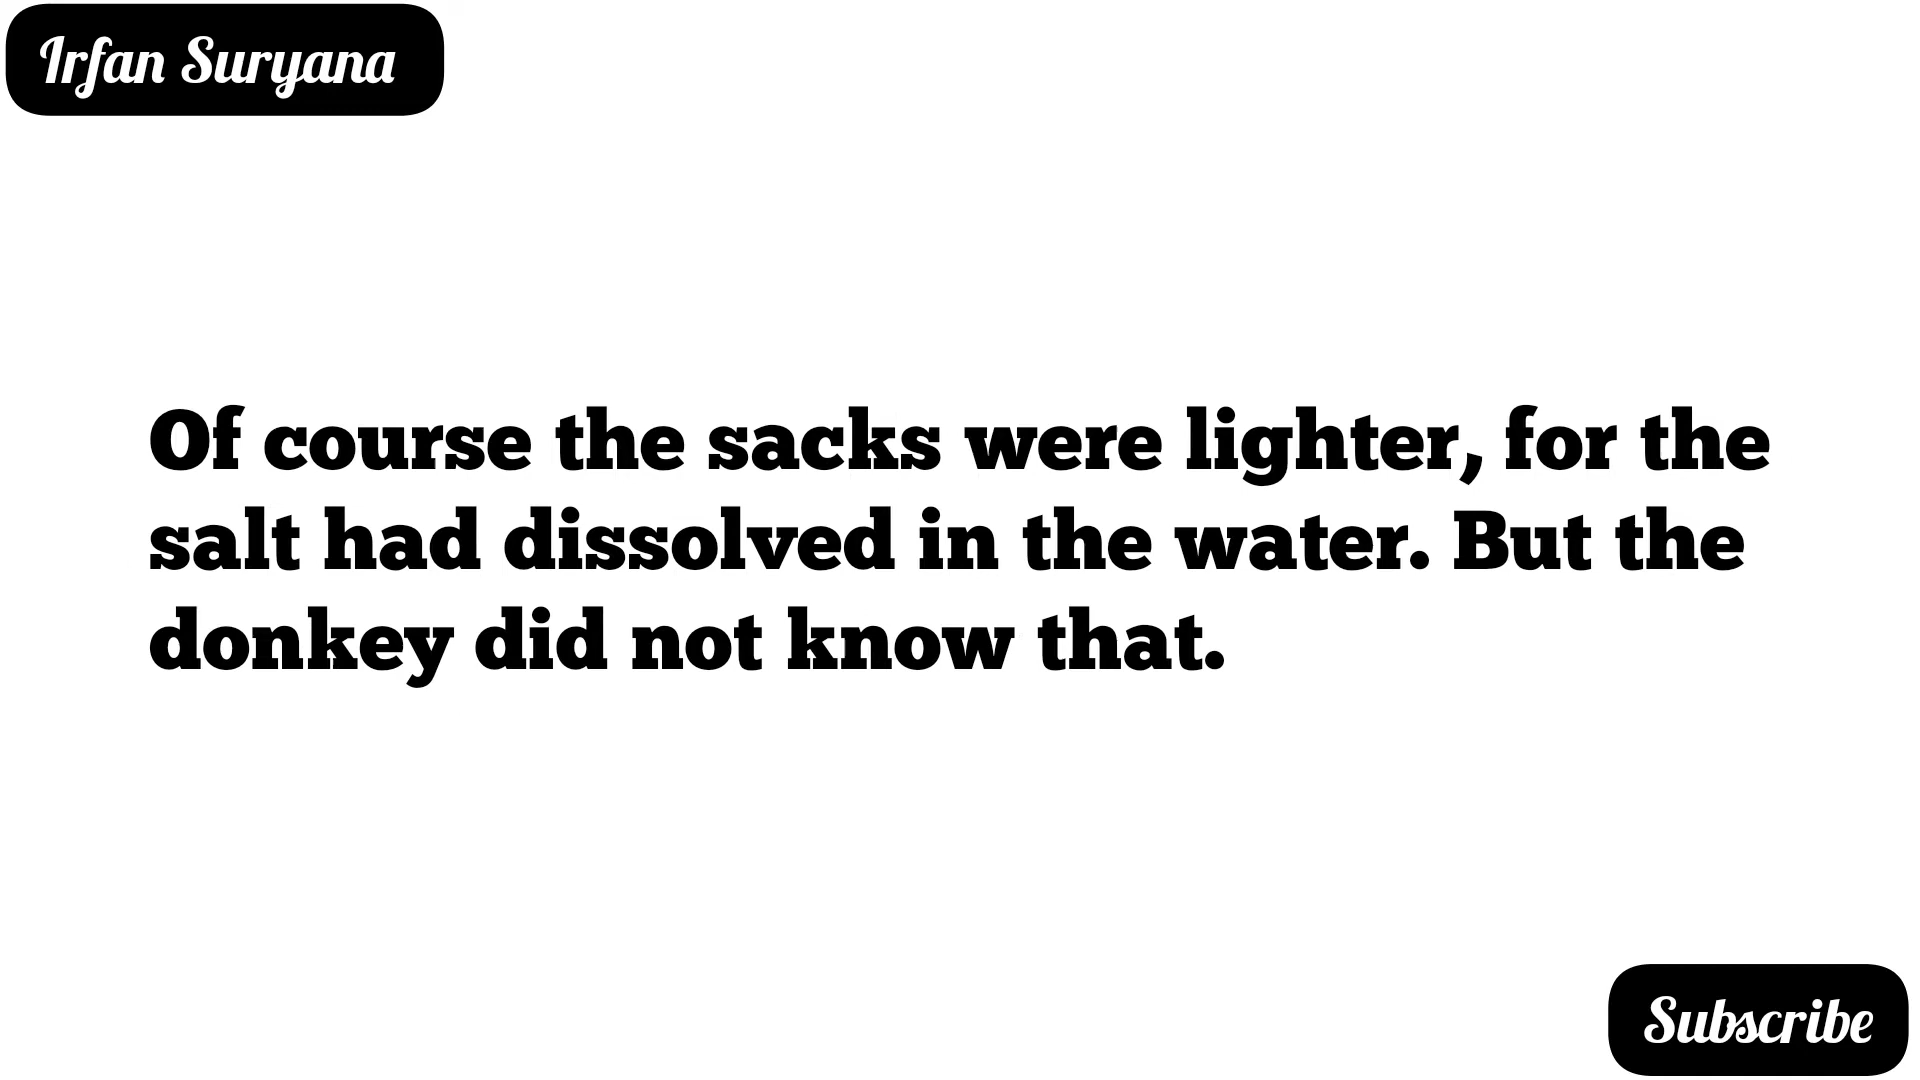 Irfan Suryana
Of course the sacks were lighter, for the
salt had dissolved in the water. But the
donkey did not know that.
Subscribe